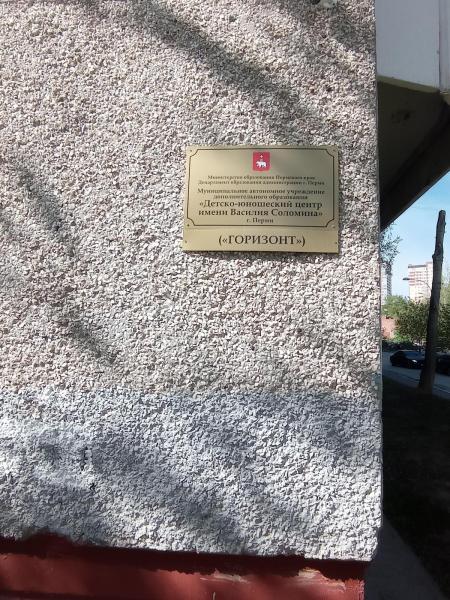 Министерство образования Пермского края
Департамент образования администрации г. Перми
Муниципальное автономное учреждение
дополнительного образования
«Детско-юношеский центр
имени Василия Соломина»
г. Перми
(«ГОРИЗОНТ»)